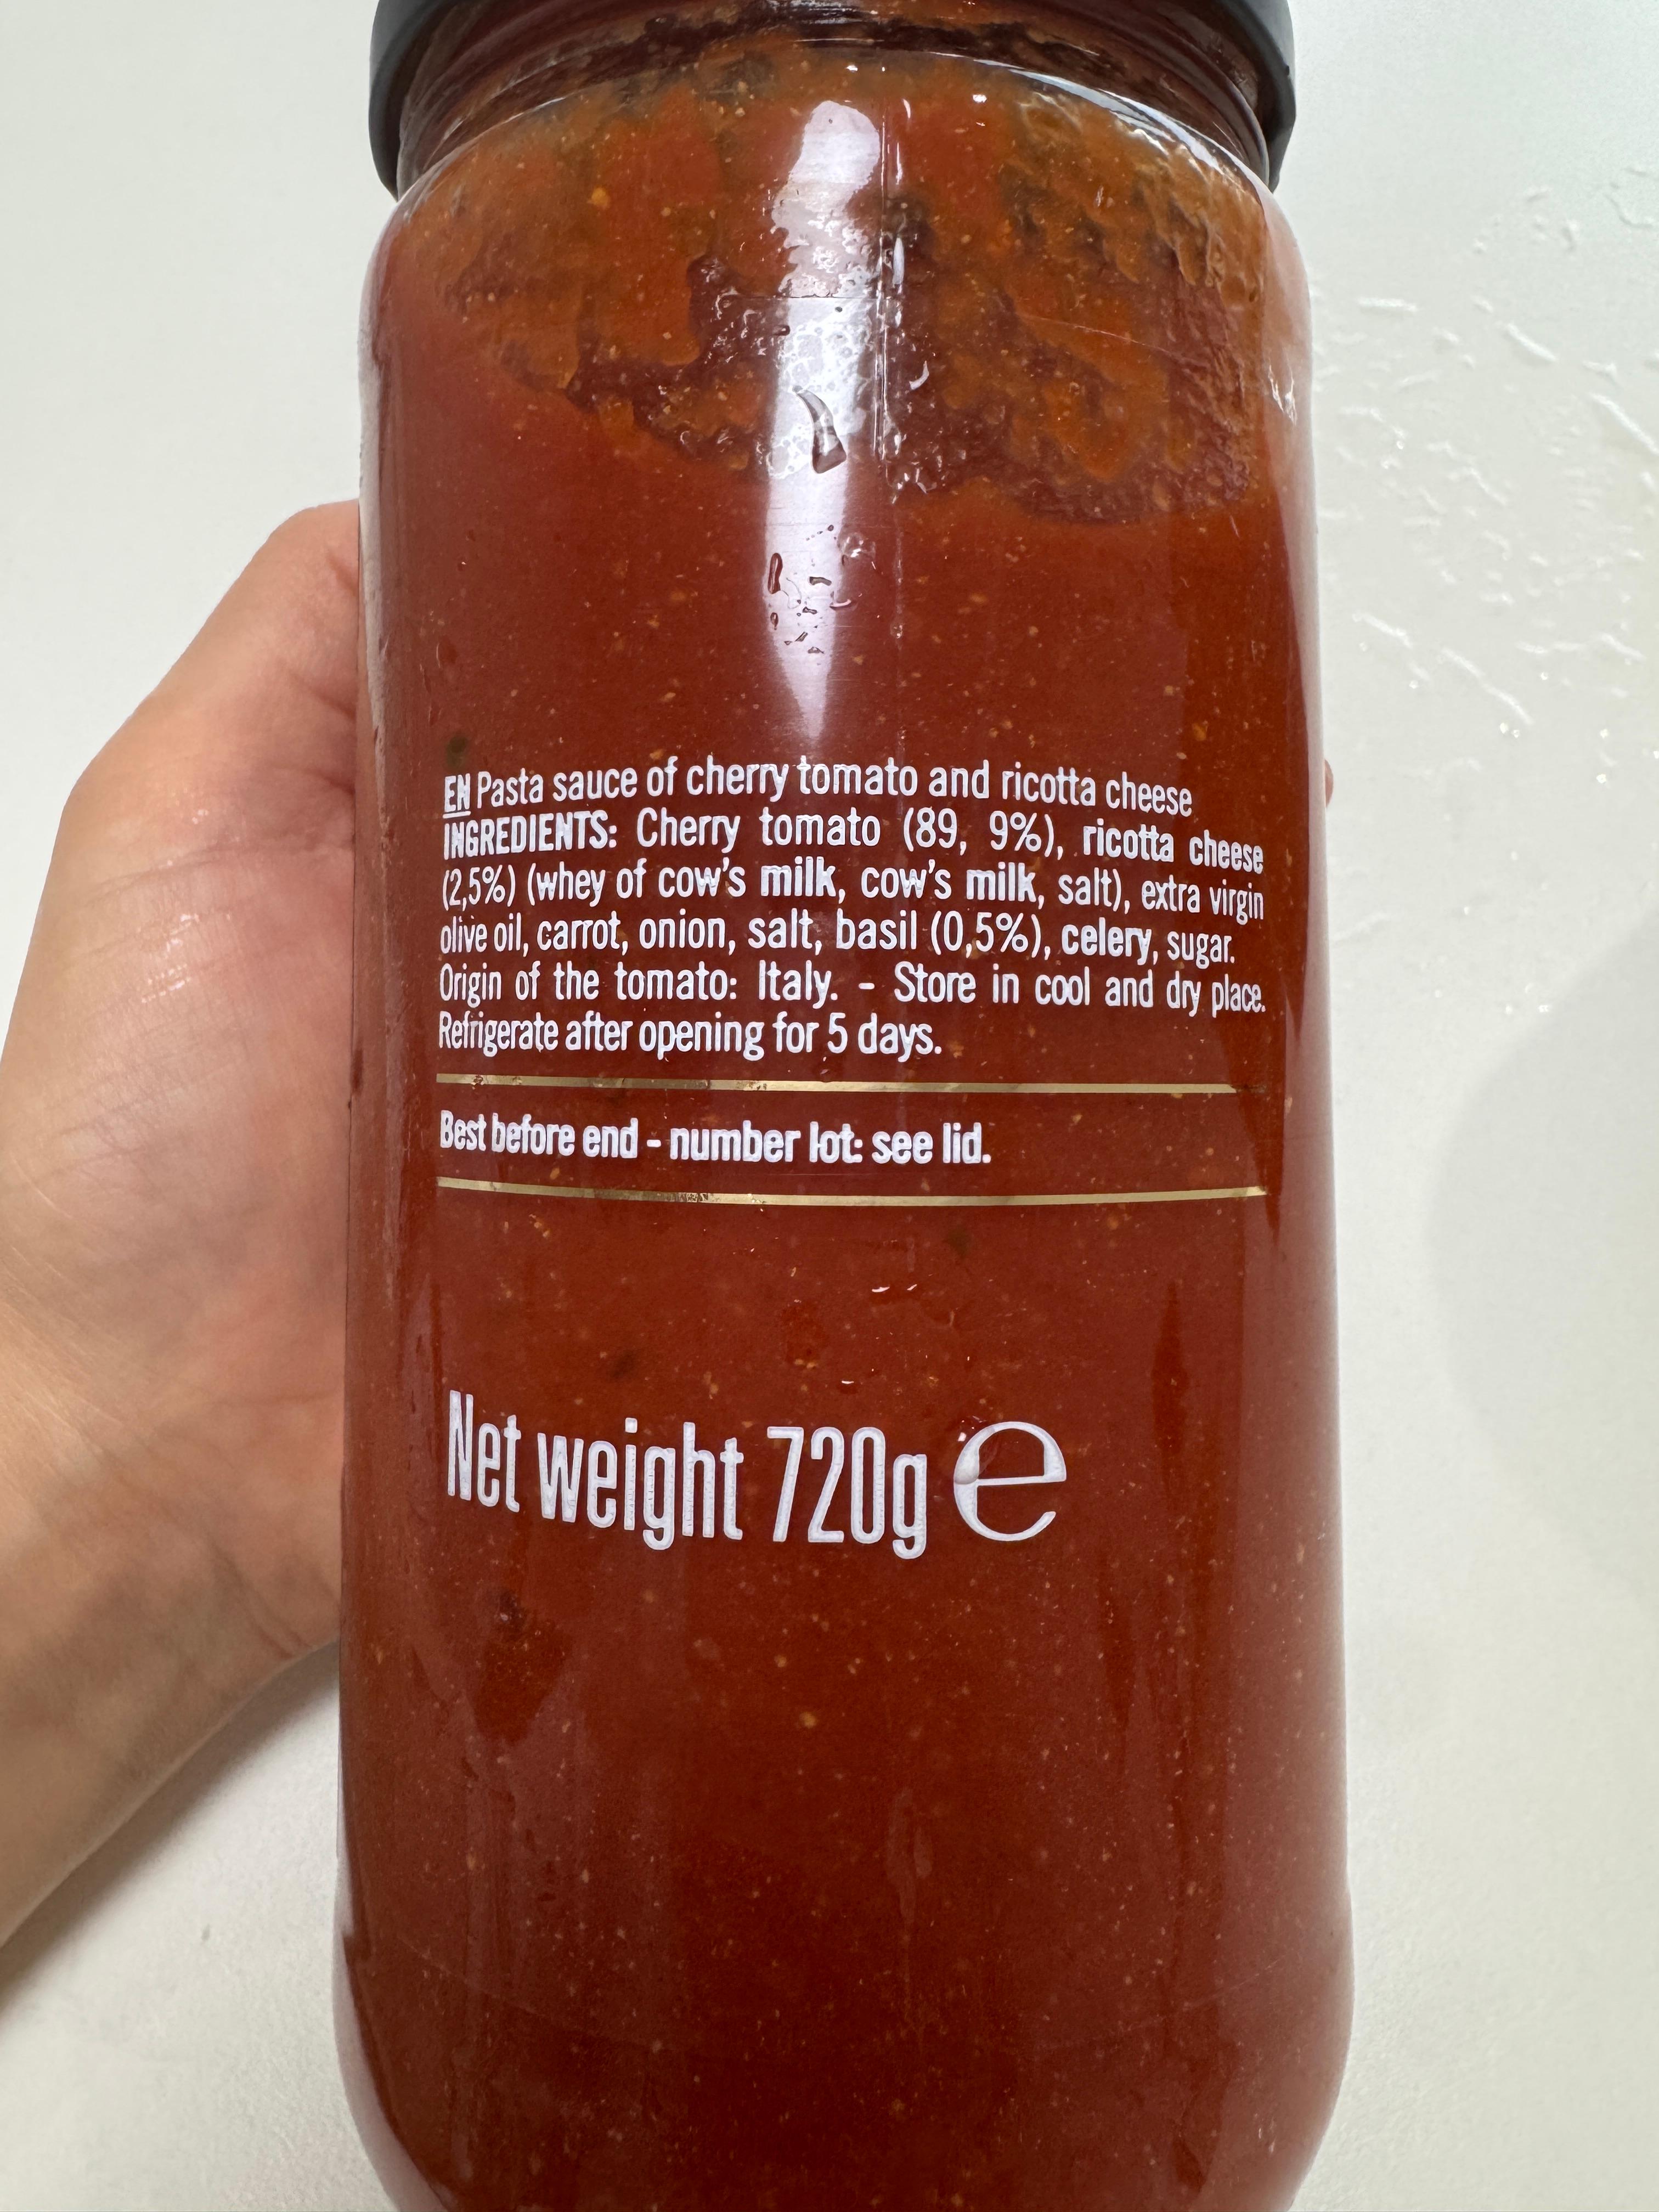 EN Pasta sauce of cherry tomato and ricotta cheese
INGREDIENTS: Cherry tomato (89, 9%), ricotta cheese
(2,5%) (whey of cow's milk, cow's milk, salt), extra virgin
olive oil, carrot, onion, salt, basil (0,5%), celery, sugar.
Origin of the tomato: Italy. - Store in cool and dry place.
Refrigerate after opening for 5 days.
Best before end - number lot: see lid.
Net weight 720g e